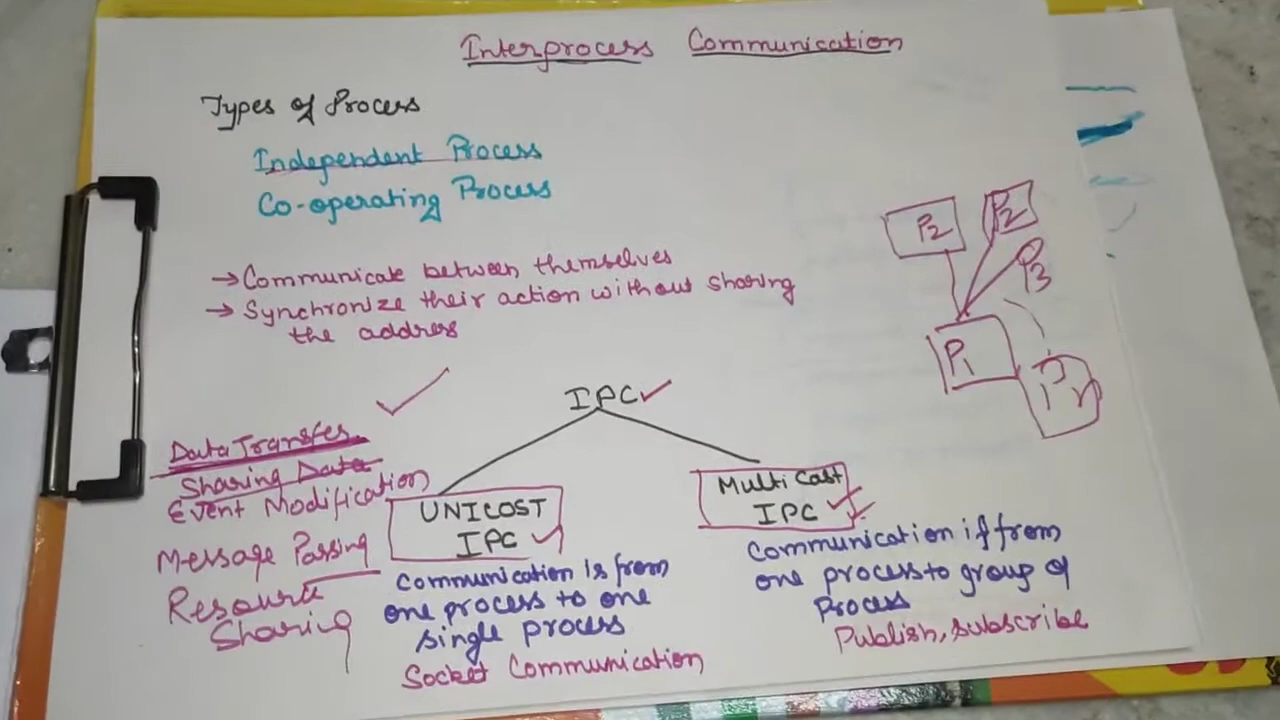 Interprocess Communication
Types of Process
Independent Process
Co-operating Process
→ Communicate between themselves
→ Synchronize their action without sharing
the address
P2
P2
P3
P1
Pn
IPC
Data Transfer
Sharing Data
Event Modification
Message Passing
Resource
Sharing
UNICOST
IPC
Communication is from
one process to one
single process
Socket Communication
Multi Cast
IPC
Communication if from
one process to group of
Process
Publish, subscribe